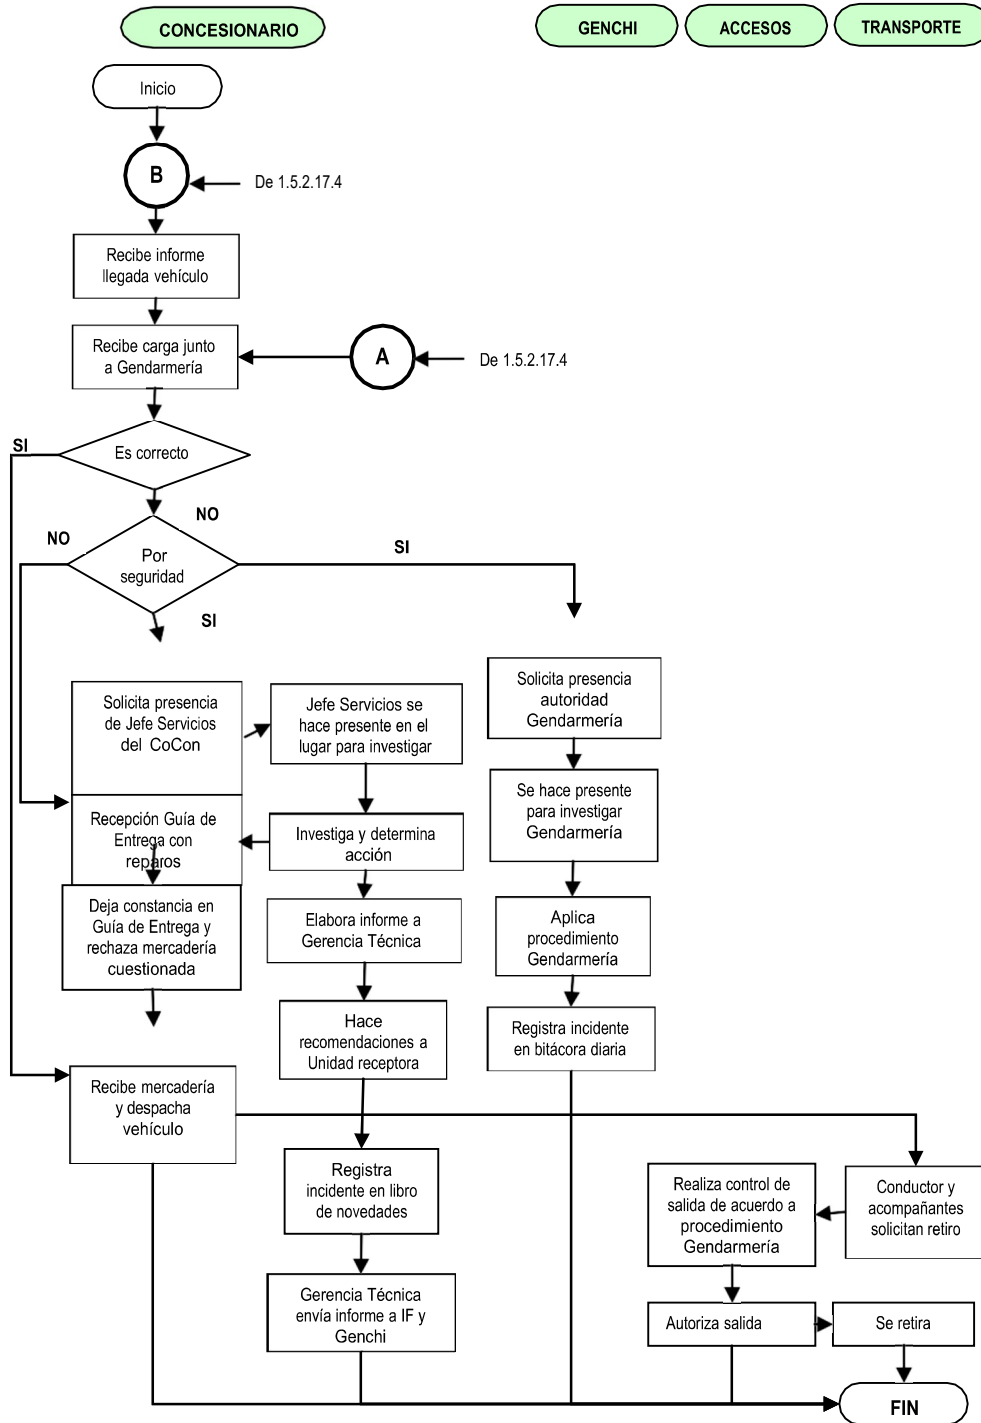 CONCESIONARIO
GENCHI
ACCESOS
TRANSPORTE
Inicio
B
De 1.5.2.17.4
Recibe informe
llegada vehículo
Recibe carga junto
a Gendarmería
A
De 1.5.2.17.4
SI
Es correcto
NO
NO
Por
seguridad
SI
SI
Solicita presencia
de Jefe Servicios
del CoCon
Jefe Servicios se
hace presente en el
lugar para investigar
Solicita presencia
autoridad
Gendarmería
Recepción Guía de
Entrega con
reparos
Investiga y determina
acción
Se hace presente
para investigar
Gendarmería
Deja constancia en
Guía de Entrega y
rechaza mercadería
cuestionada
Elabora informe a
Gerencia Técnica
Aplica
procedimiento
Gendarmería
Hace
recomendaciones a
Unidad receptora
Registra incidente
en bitácora diaria
Recibe mercadería
y despacha
vehículo
Registra
incidente en libro
de novedades
Realiza control de
salida de acuerdo a
procedimiento
Gendarmería
Conductor y
acompañantes
solicitan retiro
Gerencia Técnica
envía informe a IF y
Genchi
Autoriza salida
Se retira
FIN